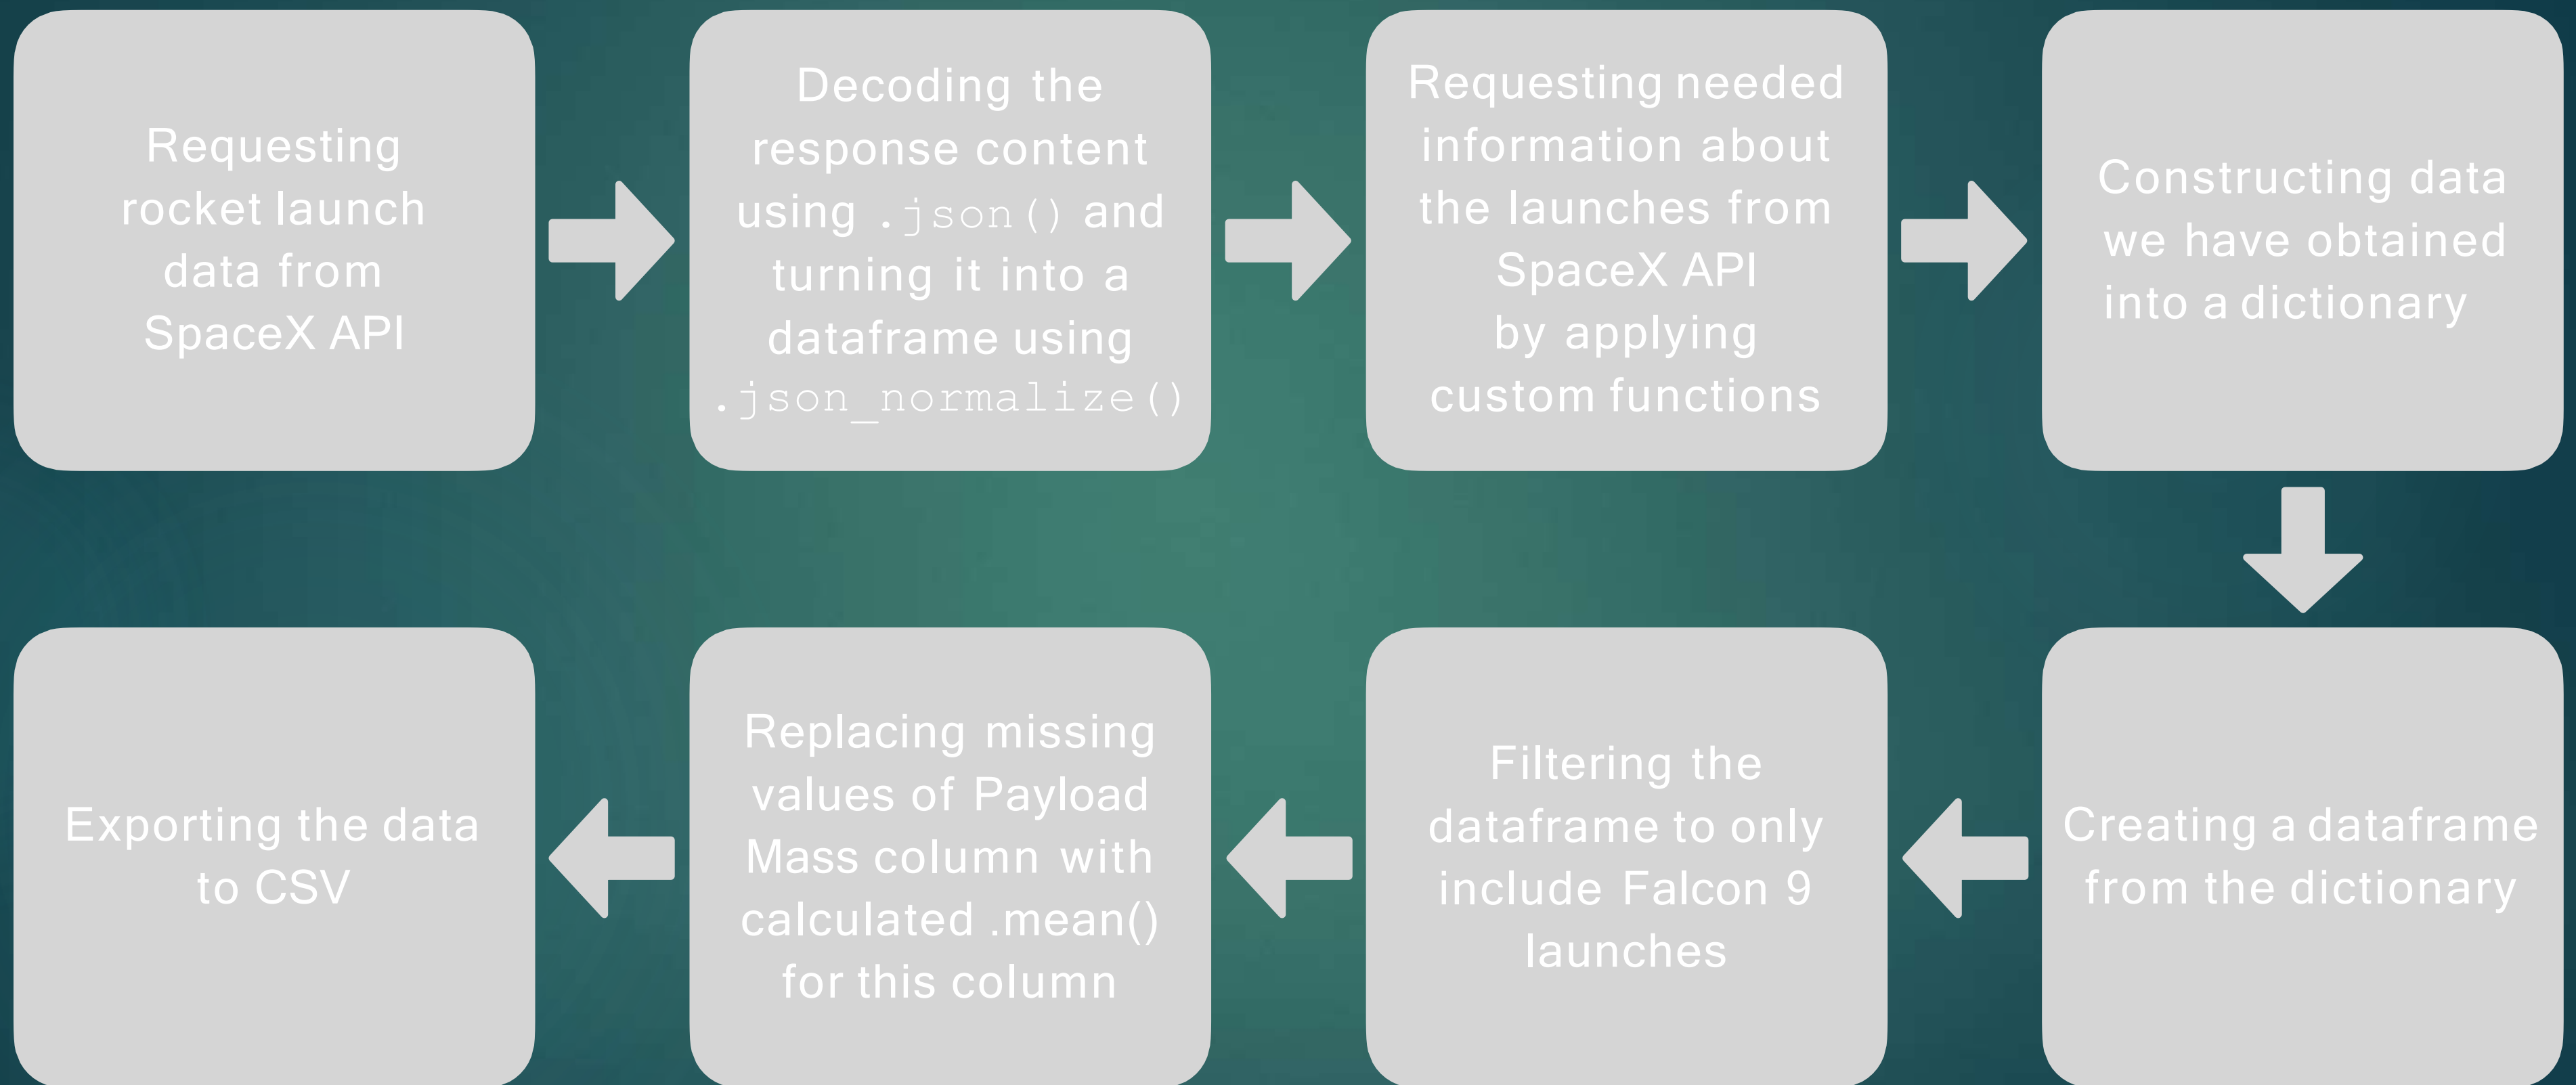 Requesting
rocket launch
data from
SpaceX API
Decoding the
response content
using .json() and
turning it into a
dataframe using
.json_normalize()
Requesting needed
information about
the launches from
SpaceX API
by applying
custom functions
Constructing data
we have obtained
into a dictionary
Creating a dataframe
from the dictionary
Filtering the
dataframe to only
include Falcon 9
launches
Replacing missing
values of Payload
Mass column with
calculated .mean()
for this column
Exporting the data
to CSV